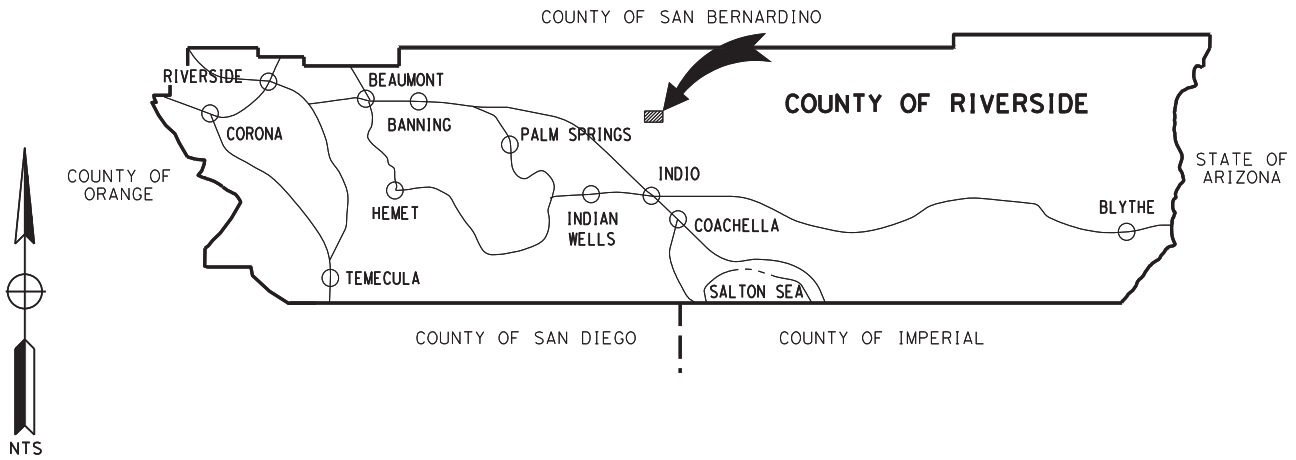 COUNTY OF SAN BERNARDINO
RIVERSIDE
BEAUMONT
COUNTY OF RIVERSIDE
BANNING
CORONA
PALM SPRINGS
STATE OF
ARIZONA
COUNTY OF
ORANGE
INDIO
HEMET
INDIAN
WELLS
COACHELLA
BLYTHE
TEMECULA
SALTON SEA
COUNTY OF SAN DIEGO
COUNTY OF IMPERIAL
NTS